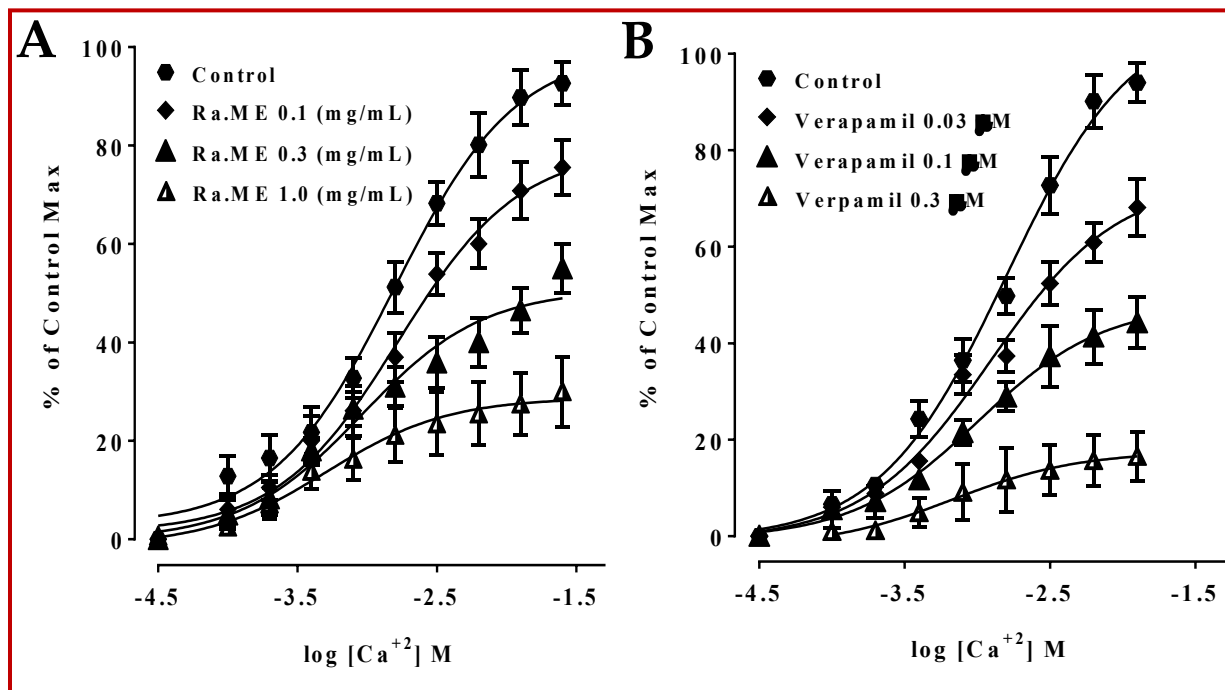 A
% of Control Max
100
80
60
40
20
0
Control
Ra.ME 0.1 (mg/mL)
Ra.ME 0.3 (mg/mL)
Ra.ME 1.0 (mg/mL)
-4.5 -3.5 -2.5 -1.5
log [Ca⁺²] M
B
% of Control Max
100
80
60
40
20
0
Control
Verapamil 0.03 M
Verapamil 0.1 M
Verpamil 0.3 M
-4.5 -3.5 -2.5 -1.5
log [Ca⁺²] M